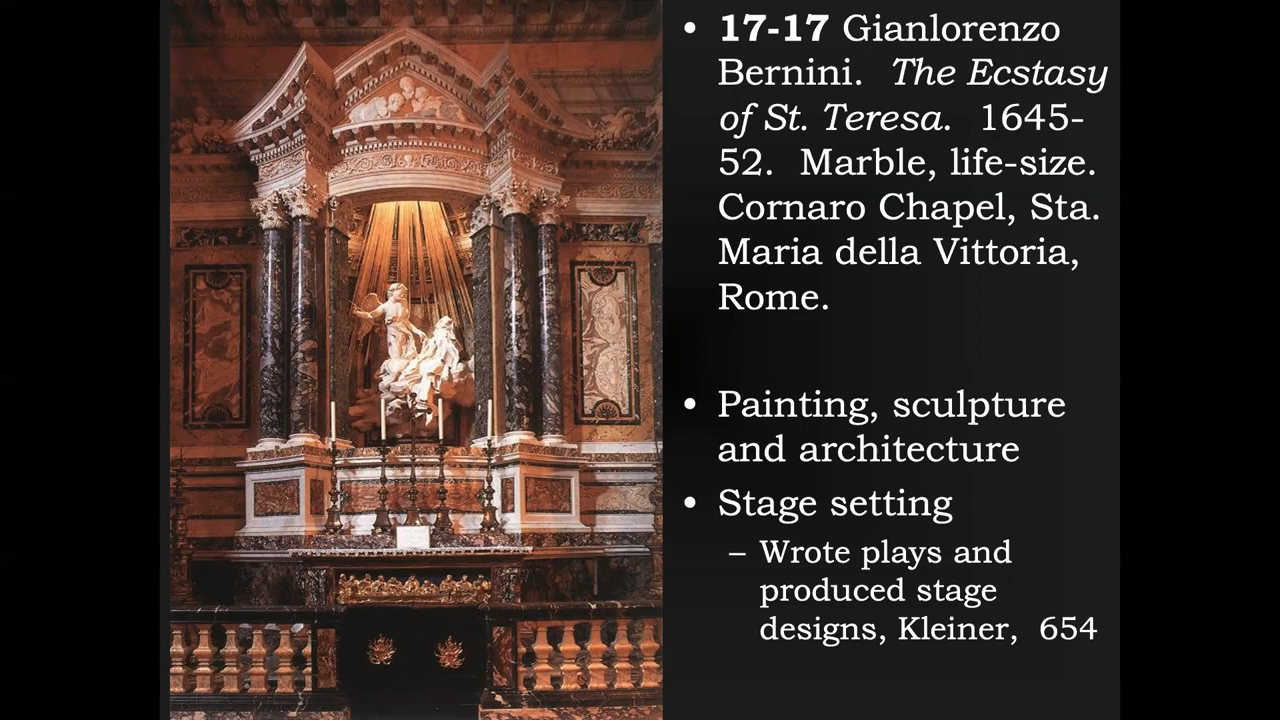 • 17-17 Gianlorenzo
Bernini. The Ecstasy
of St. Teresa. 1645-
52. Marble, life-size.
Cornaro Chapel, Sta.
Maria della Vittoria,
Rome.
• Painting, sculpture
and architecture
• Stage setting
– Wrote plays and
produced stage
designs, Kleiner, 654